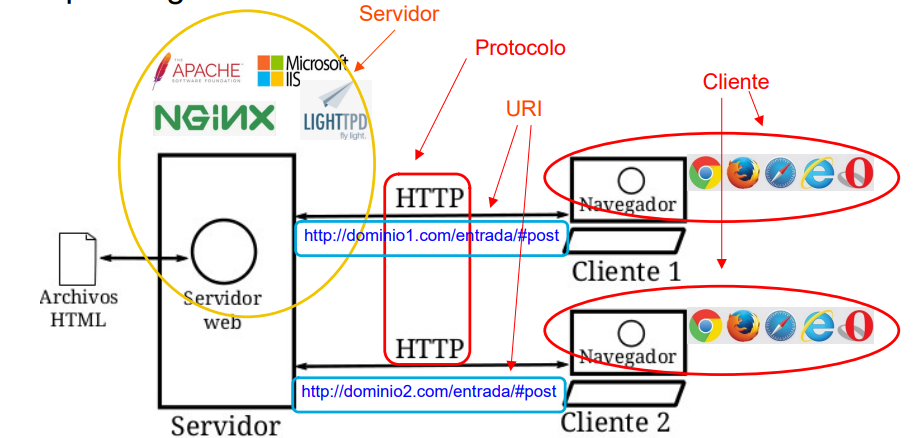 Servidor
Protocolo
Cliente
URI
THE
APACHE
SOFTWARE FOUNDATION
Microsoft
IIS
NGINX
LIGHTTPD
fly light.
HTTP
http://dominio1.com/entrada/#post
Navegador
Cliente 1
Archivos
HTML
Servidor
web
HTTP
http://dominio2.com/entrada/#post
Navegador
Cliente 2
Servidor